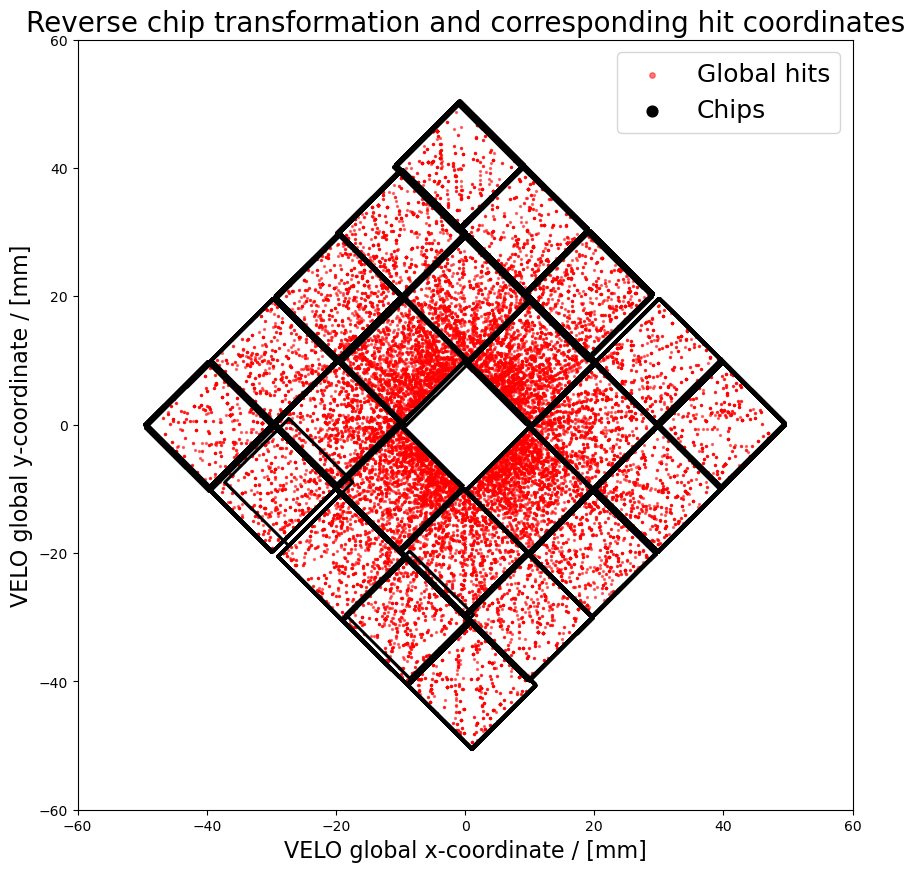 Reverse chip transformation and corresponding hit coordinates
Global hits
Chips
60
40
20
0
−20
−40
−60
VELO global y-coordinate / [mm]
−60 −40 −20 0 20 40 60
VELO global x-coordinate / [mm]